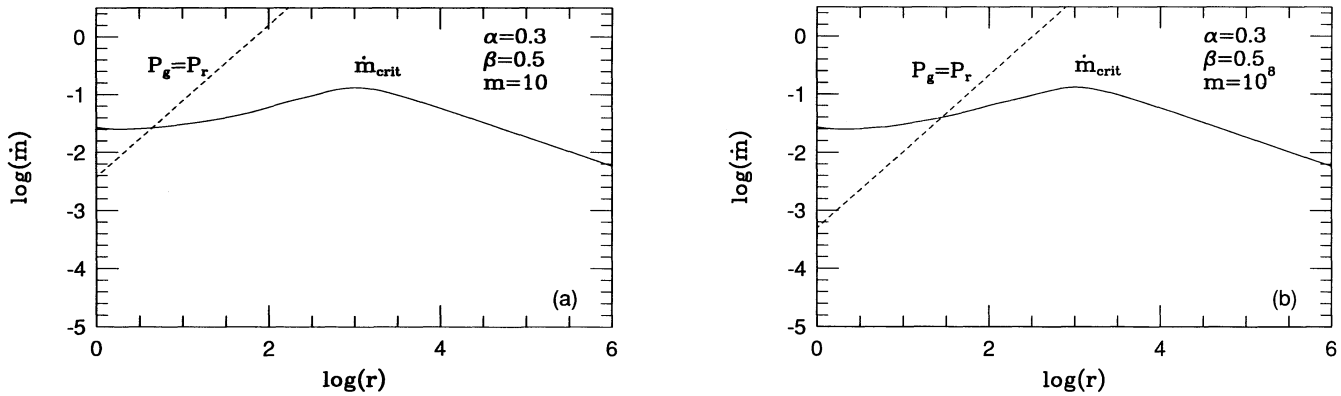 0
-1
-2
-3
-4
-5
log(ṁ)
P_g=P_r
ṁ_crit
α=0.3
β=0.5
m=10
(a)
0
2
4
6
log(r)
0
-1
-2
-3
-4
-5
log(ṁ)
P_g=P_r
ṁ_crit
α=0.3
β=0.5
m=10⁸
(b)
0
2
4
6
log(r)